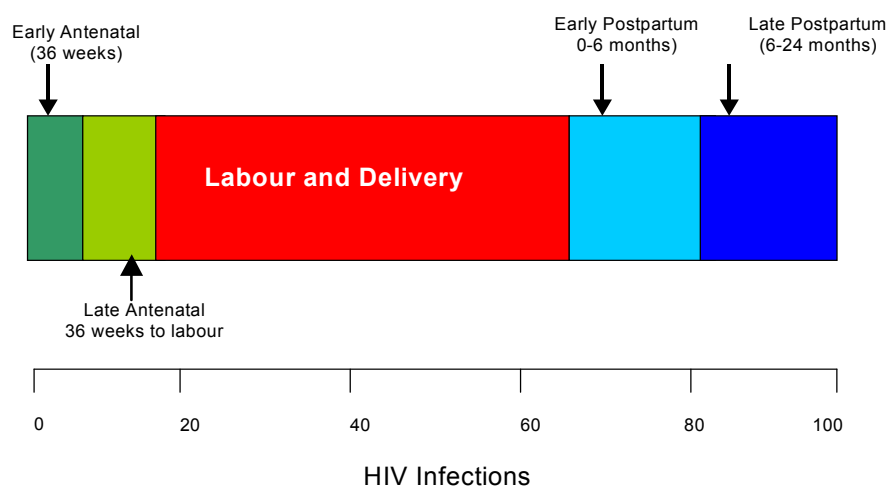 Early Antenatal
(36 weeks)
Early Postpartum
0-6 months)
Late Postpartum
(6-24 months)
Labour and Delivery
Late Antenatal
36 weeks to labour
0 20 40 60 80 100
HIV Infections